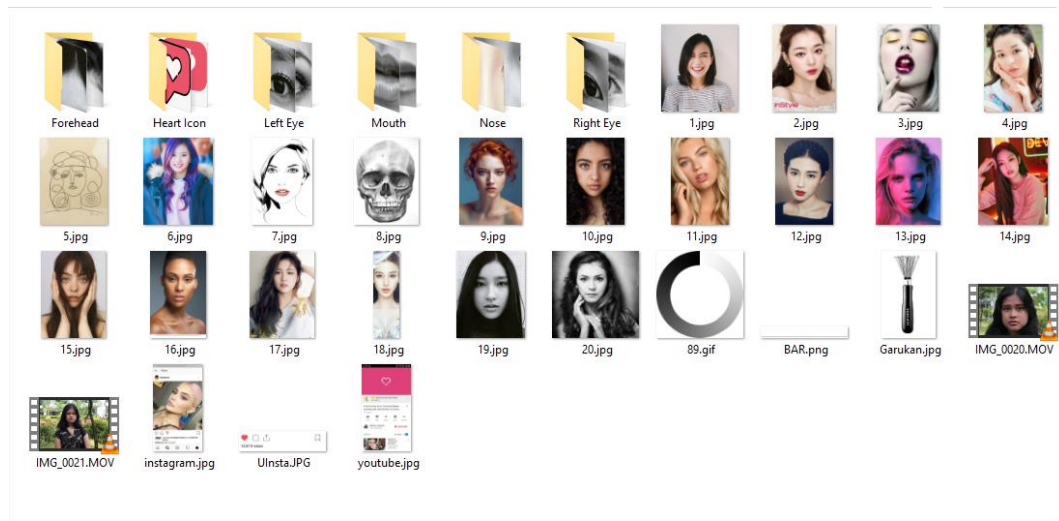 Forehead
Heart Icon
Left Eye
Mouth
Nose
Right Eye
1.jpg
InStyle
2.jpg
3.jpg
4.jpg
5.jpg
6.jpg
7.jpg
8.jpg
9.jpg
10.jpg
11.jpg
12.jpg
13.jpg
14.jpg
15.jpg
16.jpg
17.jpg
18.jpg
19.jpg
20.jpg
89.gif
BAR.png
Garukan.jpg
IMG_0020.MOV
IMG_0021.MOV
instagram.jpg
UInsta.JPG
youtube.jpg